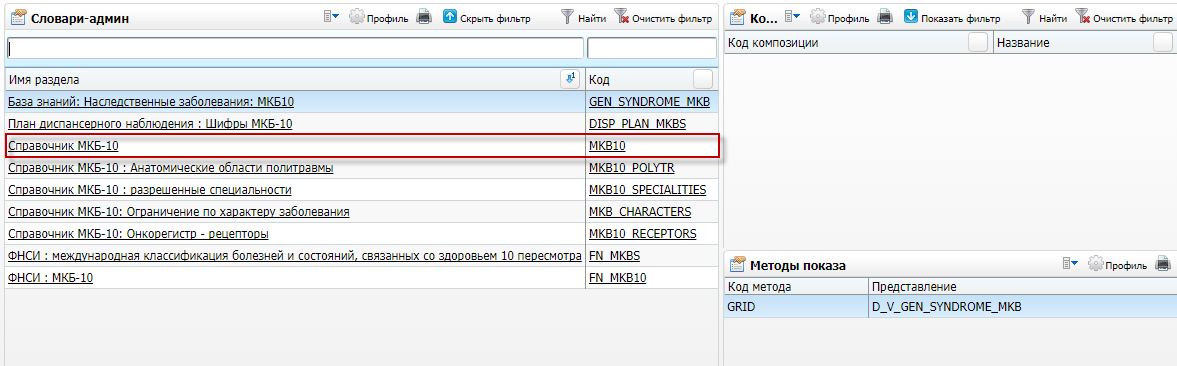 Словари-админ
Профиль
Скрыть фильтр
Найти
Очистить фильтр
Имя раздела
1
Код
База знаний: Наследственные заболевания: МКБ10
GEN_SYNDROME_MKB
План диспансерного наблюдения : Шифры МКБ-10
DISP_PLAN_MKBS
Справочник МКБ-10
MKB10
Справочник МКБ-10 : Анатомические области политравмы
MKB10_POLYTR
Справочник МКБ-10 : разрешенные специальности
MKB10_SPECIALITIES
Справочник МКБ-10: Ограничение по характеру заболевания
MKB_CHARACTERS
Справочник МКБ-10: Онкорегистр - рецепторы
MKB10_RECEPTORS
ФНСИ : международная классификация болезней и состояний, связанных со здоровьем 10 пересмотра
FN_MKBS
ФНСИ : МКБ-10
FN_MKB10
Ко...
Профиль
Показать фильтр
Найти
Очистить фильтр
Код композиции
Название
Методы показа
Профиль
Код метода
Представление
GRID
D_V_GEN_SYNDROME_MKB